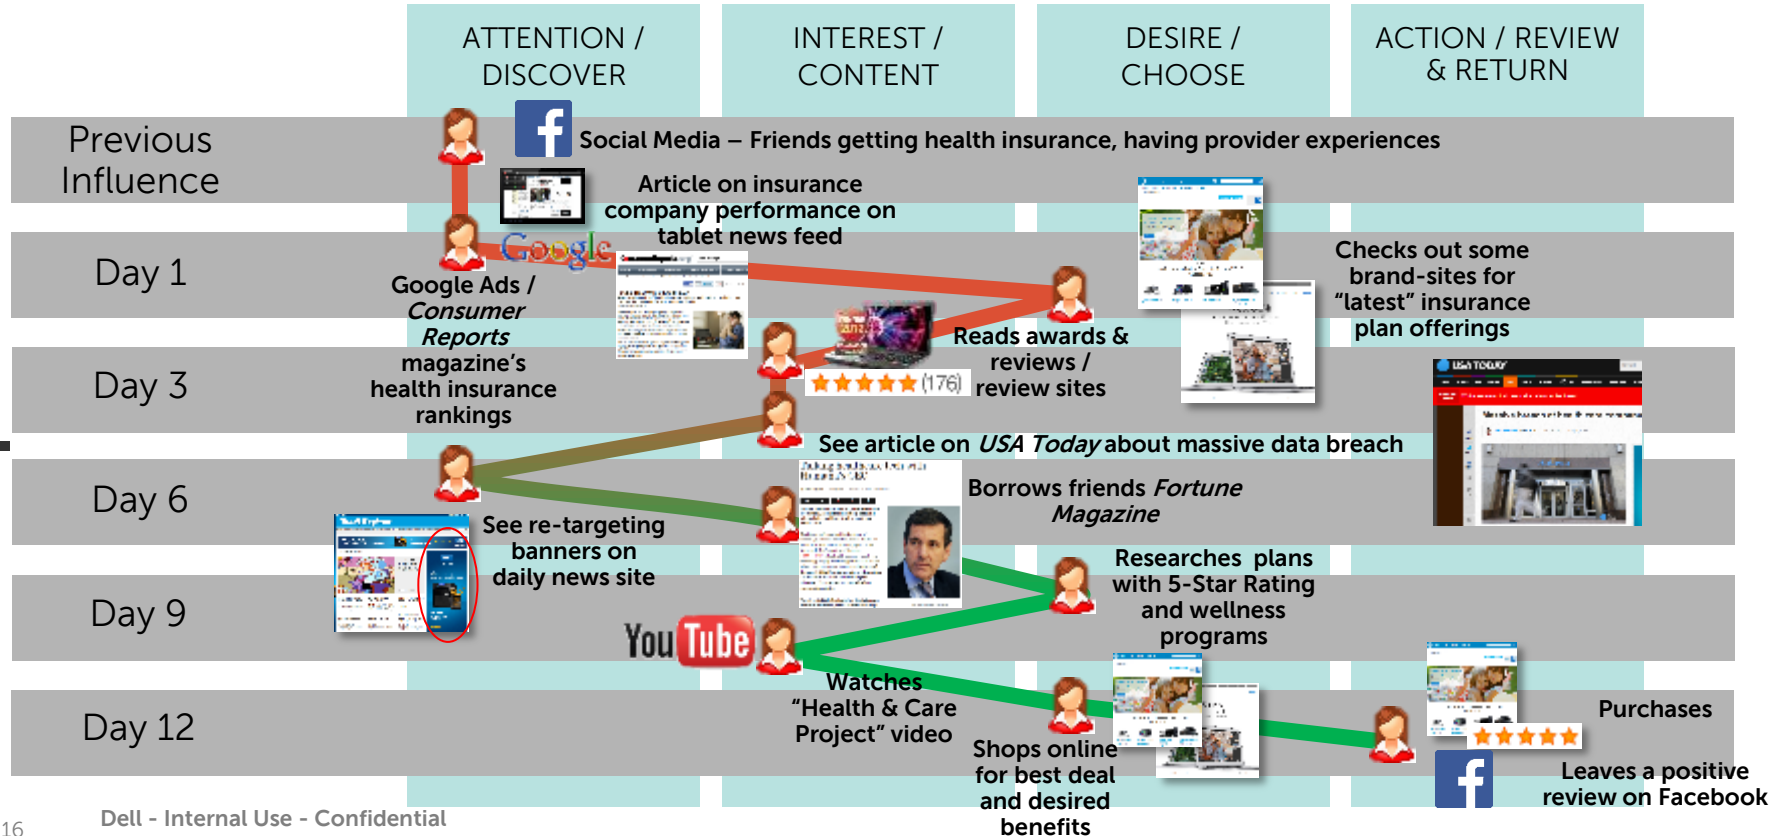 ATTENTION /
DISCOVER
INTEREST /
CONTENT
DESIRE /
CHOOSE
ACTION / REVIEW
& RETURN
Previous
Influence
Social Media – Friends getting health insurance, having provider experiences
Article on insurance
company performance on
tablet news feed
Day 1
Google
Google Ads /
Consumer
Reports
magazine's
health insurance
rankings
Checks out some
brand-sites for
“latest” insurance
plan offerings
Reads awards &
reviews /
review sites
(176)
Day 3
USA TODAY
See article on USA Today about massive data breach
Day 6
Borrows friends Fortune
Magazine
See re-targeting
banners on
daily news site
Researches plans
with 5-Star Rating
and wellness
programs
Day 9
YouTube
Watches
“Health & Care
Project” video
Day 12
Shops online
for best deal
and desired
benefits
Purchases
Leaves a positive
review on Facebook
16
Dell - Internal Use - Confidential